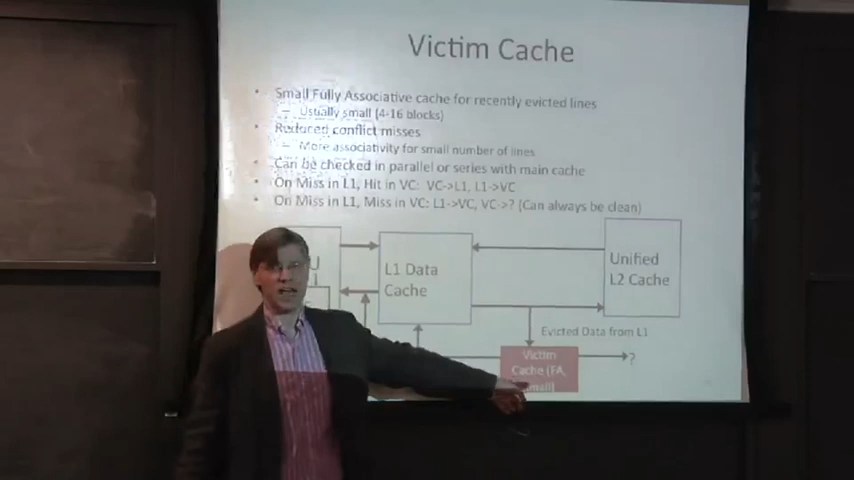 Victim Cache
• Small Fully Associative cache for recently evicted lines
– Usually small (4-16 blocks)
• Reduced conflict misses
– More associativity for small number of lines
• Can be checked in parallel or series with main cache
• On Miss in L1, Hit in VC: VC->L1, L1->VC
• On Miss in L1, Miss in VC: L1->VC, VC->? (Can always be clean)
L1 Data
Cache
Unified
L2 Cache
Evicted Data from L1
Victim
Cache (FA,
?